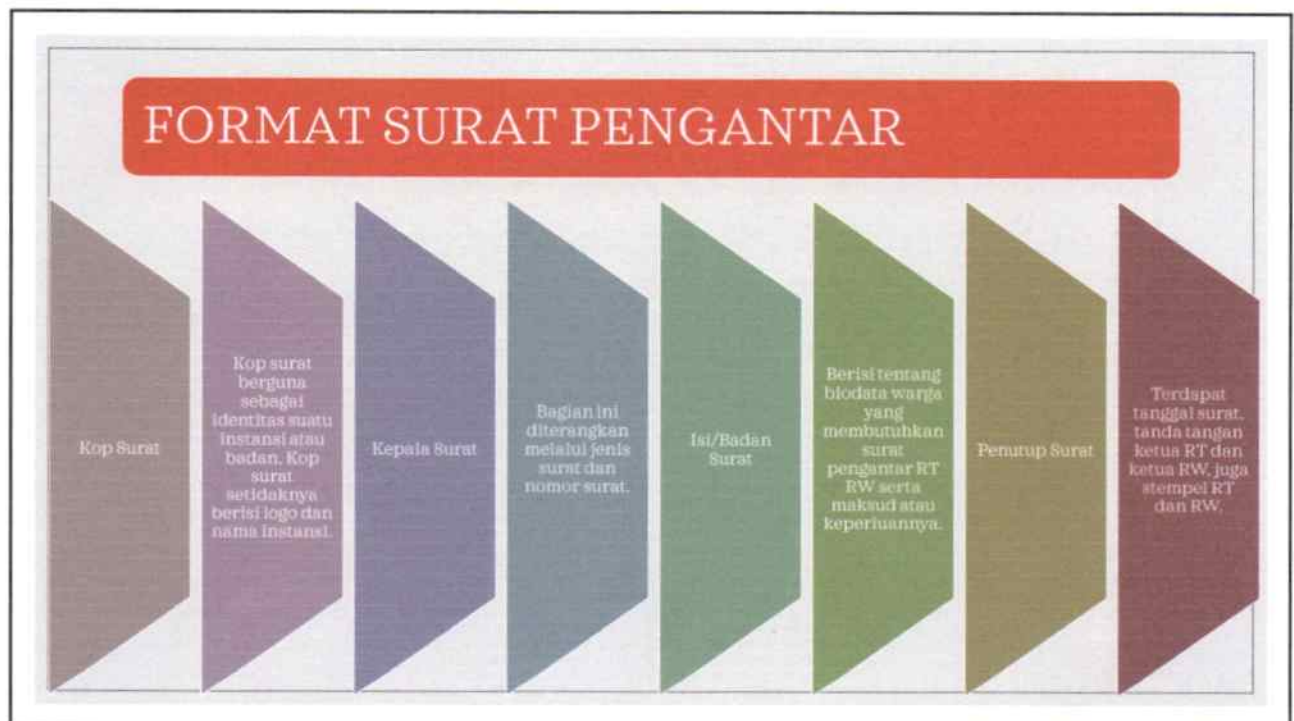 FORMAT SURAT PENGANTAR
Kop Surat
Kop surat
berguna
sebagai
identitas suatu
instansi atau
badan. Kop
surat
setidaknya
berisi logo dan
nama instansi.
Kepala Surat
Bagian ini
diterangkan
melalui jenis
surat dan
nomor surat.
Isi/Badan
Surat
Berisi tentang
biodata warga
yang
membutuhkan
surat
pengantar RT
RW serta
maksud atau
keperluannya.
Penutup Surat
Terdapat
tanggal surat,
tanda tangan
ketua RT dan
ketua RW, juga
stempel RT
dan RW.